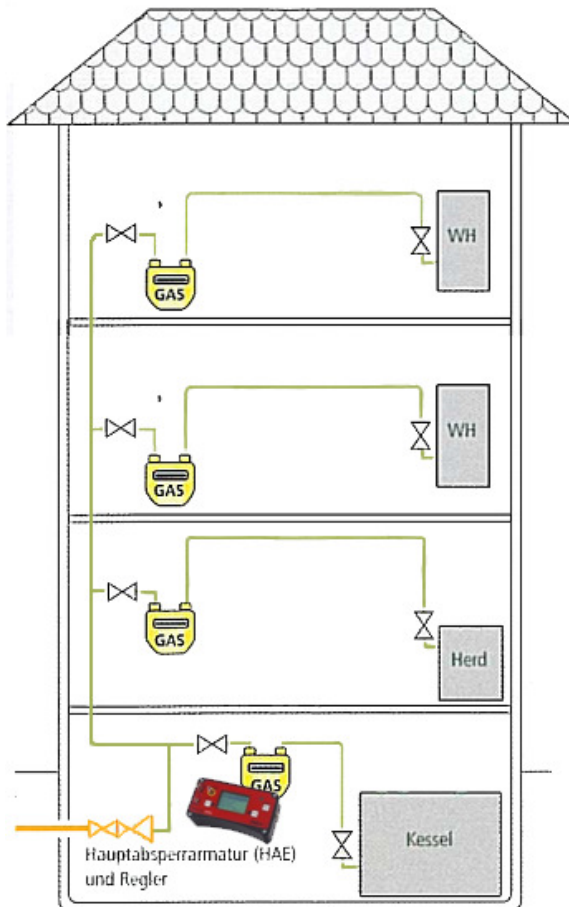 WH
GAS
WH
GAS
GAS
Herd
GAS
Kessel
Hauptabsperrarmatur (HAE)
und Regler